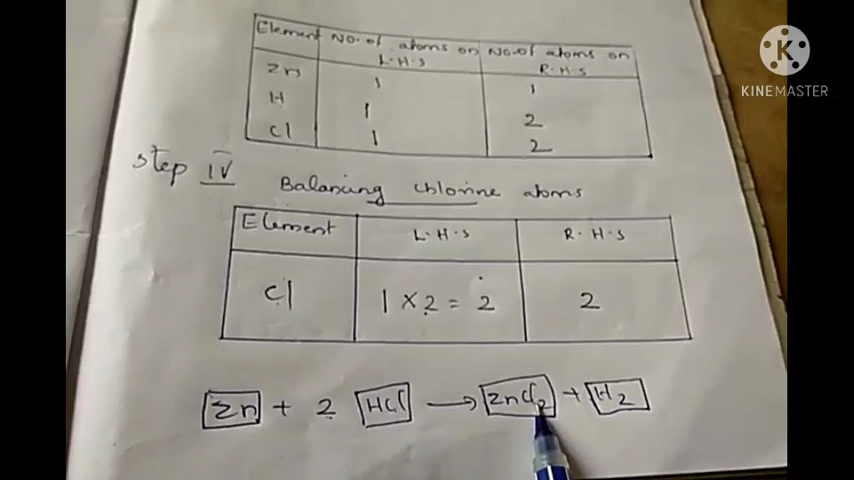 Element No. of atoms on L.H.S No. of atoms on R.H.S
Zn 1 1
H 1 2
Cl 1 2
Step IV Balancing chlorine atoms
Element L.H.S R.H.S
Cl 1 × 2 = 2 2
Zn + 2 HCl → ZnCl2 + H2
K
KINEMASTER